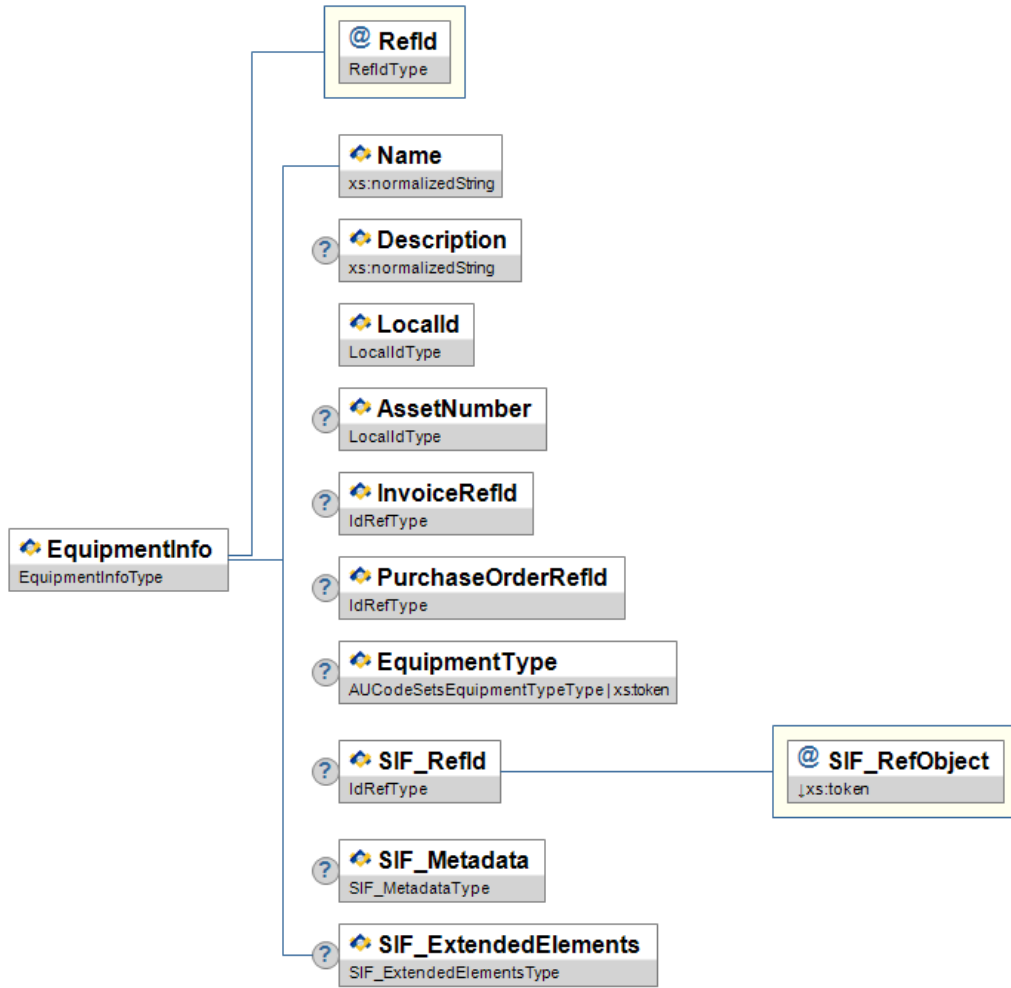 @ RefId
RefIdType
Name
xs:normalizedString
? Description
xs:normalizedString
LocalId
LocalIdType
? AssetNumber
LocalIdType
? InvoiceRefId
IdRefType
EquipmentInfo
EquipmentInfoType
? PurchaseOrderRefId
IdRefType
? EquipmentType
AUCodeSetsEquipmentTypeType | xs:token
? SIF_RefId
IdRefType
@ SIF_RefObject
↓xs:token
? SIF_Metadata
SIF_MetadataType
? SIF_ExtendedElements
SIF_ExtendedElementsType